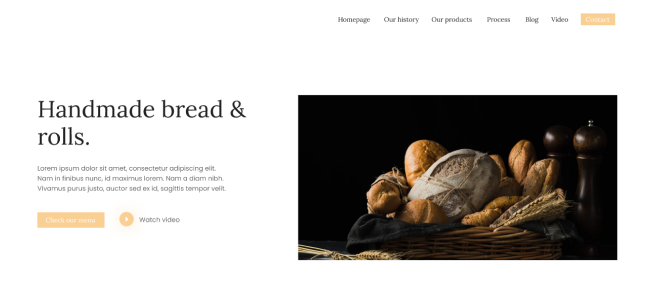 Homepage Our history Our products Process Blog Video Contact
Handmade bread &
rolls.
Lorem ipsum dolor sit amet, consectetur adipiscing elit.
Nam in finibus nunc, id maximus lorem. Nam a diam nibh.
Vivamus purus justo, auctor sed ex id, sagittis tempor velit.
Check our menu Watch video